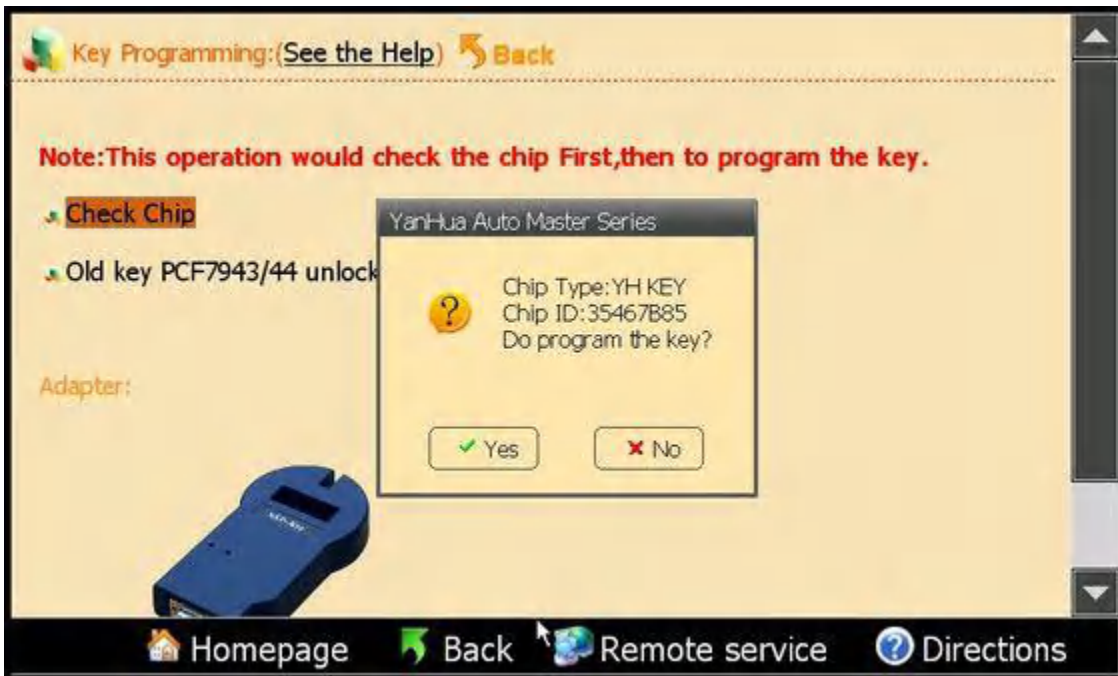 Key Programming:(See the Help) Back
Note:This operation would check the chip First,then to program the key.
Check Chip
Old key PCF7943/44 unlock
YanHua Auto Master Series
Chip Type:YH KEY
Chip ID:35467B85
Do program the key?
Yes No
Adapter:
Homepage Back Remote service Directions